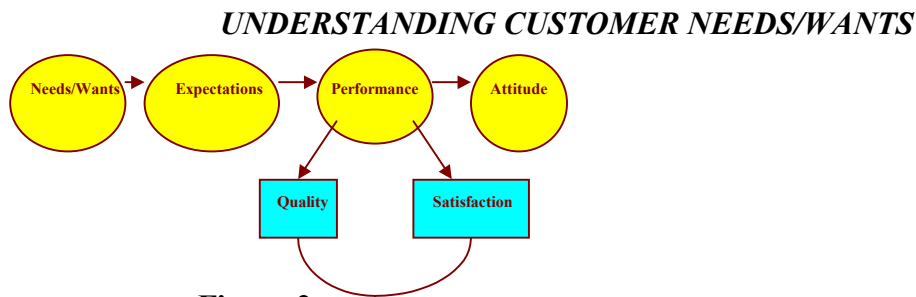 UNDERSTANDING CUSTOMER NEEDS/WANTS
Needs/Wants
Expectations
Performance
Attitude
Quality
Satisfaction